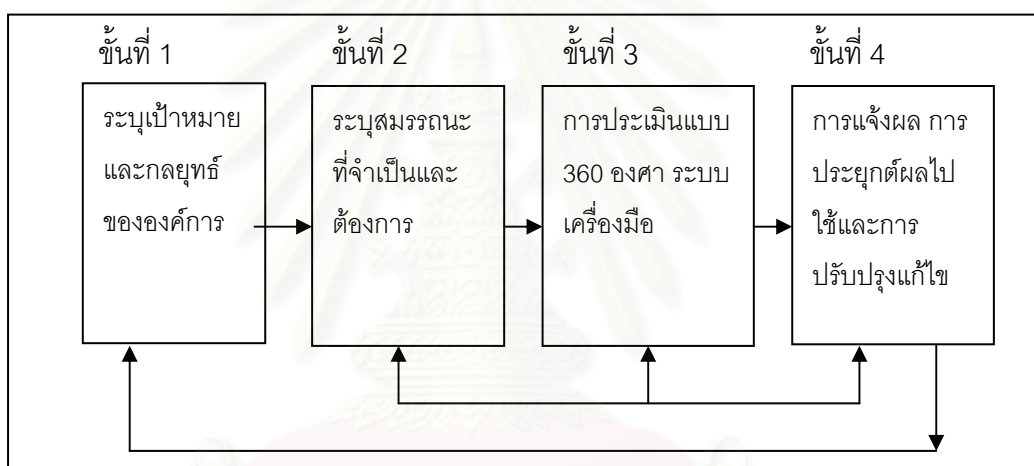 ขั้นที่ 1
ขั้นที่ 2
ขั้นที่ 3
ขั้นที่ 4
ระบุเป้าหมาย
และกลยุทธ์
ขององค์การ
ระบุสมรรถนะ
ที่จำเป็นและ
ต้องการ
การประเมินแบบ
360 องศา ระบบ
เครื่องมือ
การแจ้งผล การ
ประยุกต์ผลไป
ใช้และการ
ปรับปรุงแก้ไข